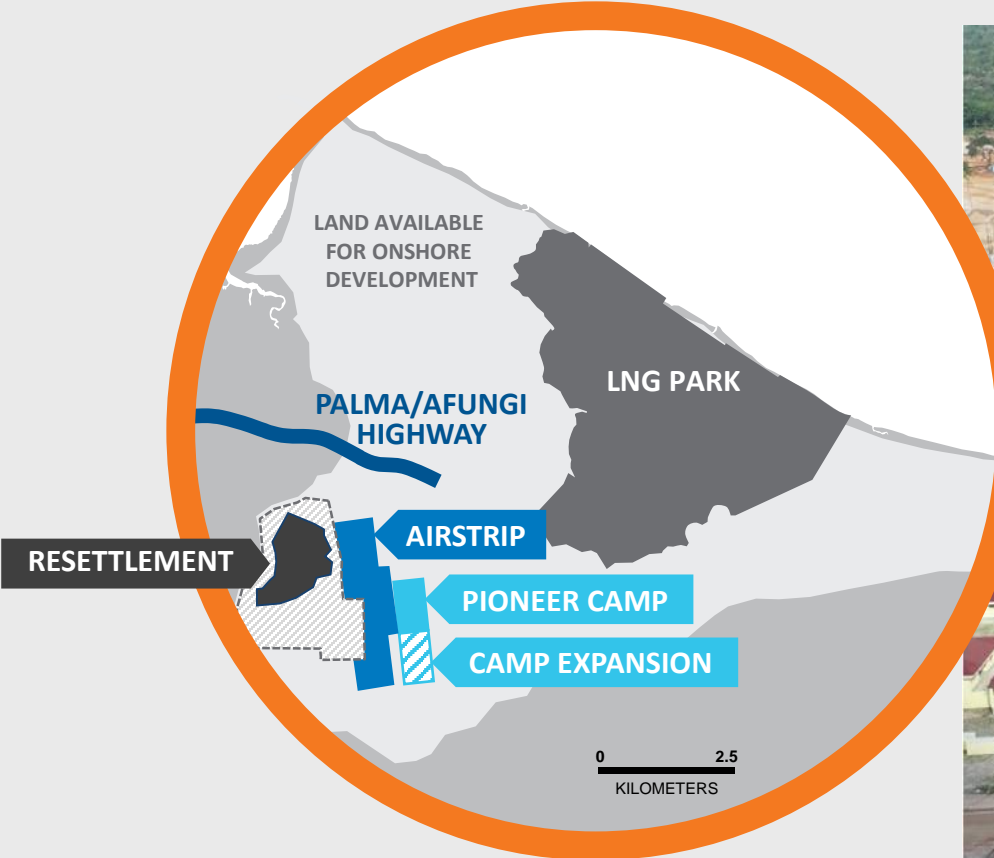 LAND AVAILABLE
FOR ONSHORE
DEVELOPMENT
LNG PARK
PALMA/AFUNGI
HIGHWAY
AIRSTRIP
RESETTLEMENT
PIONEER CAMP
CAMP EXPANSION
0 2.5
KILOMETERS